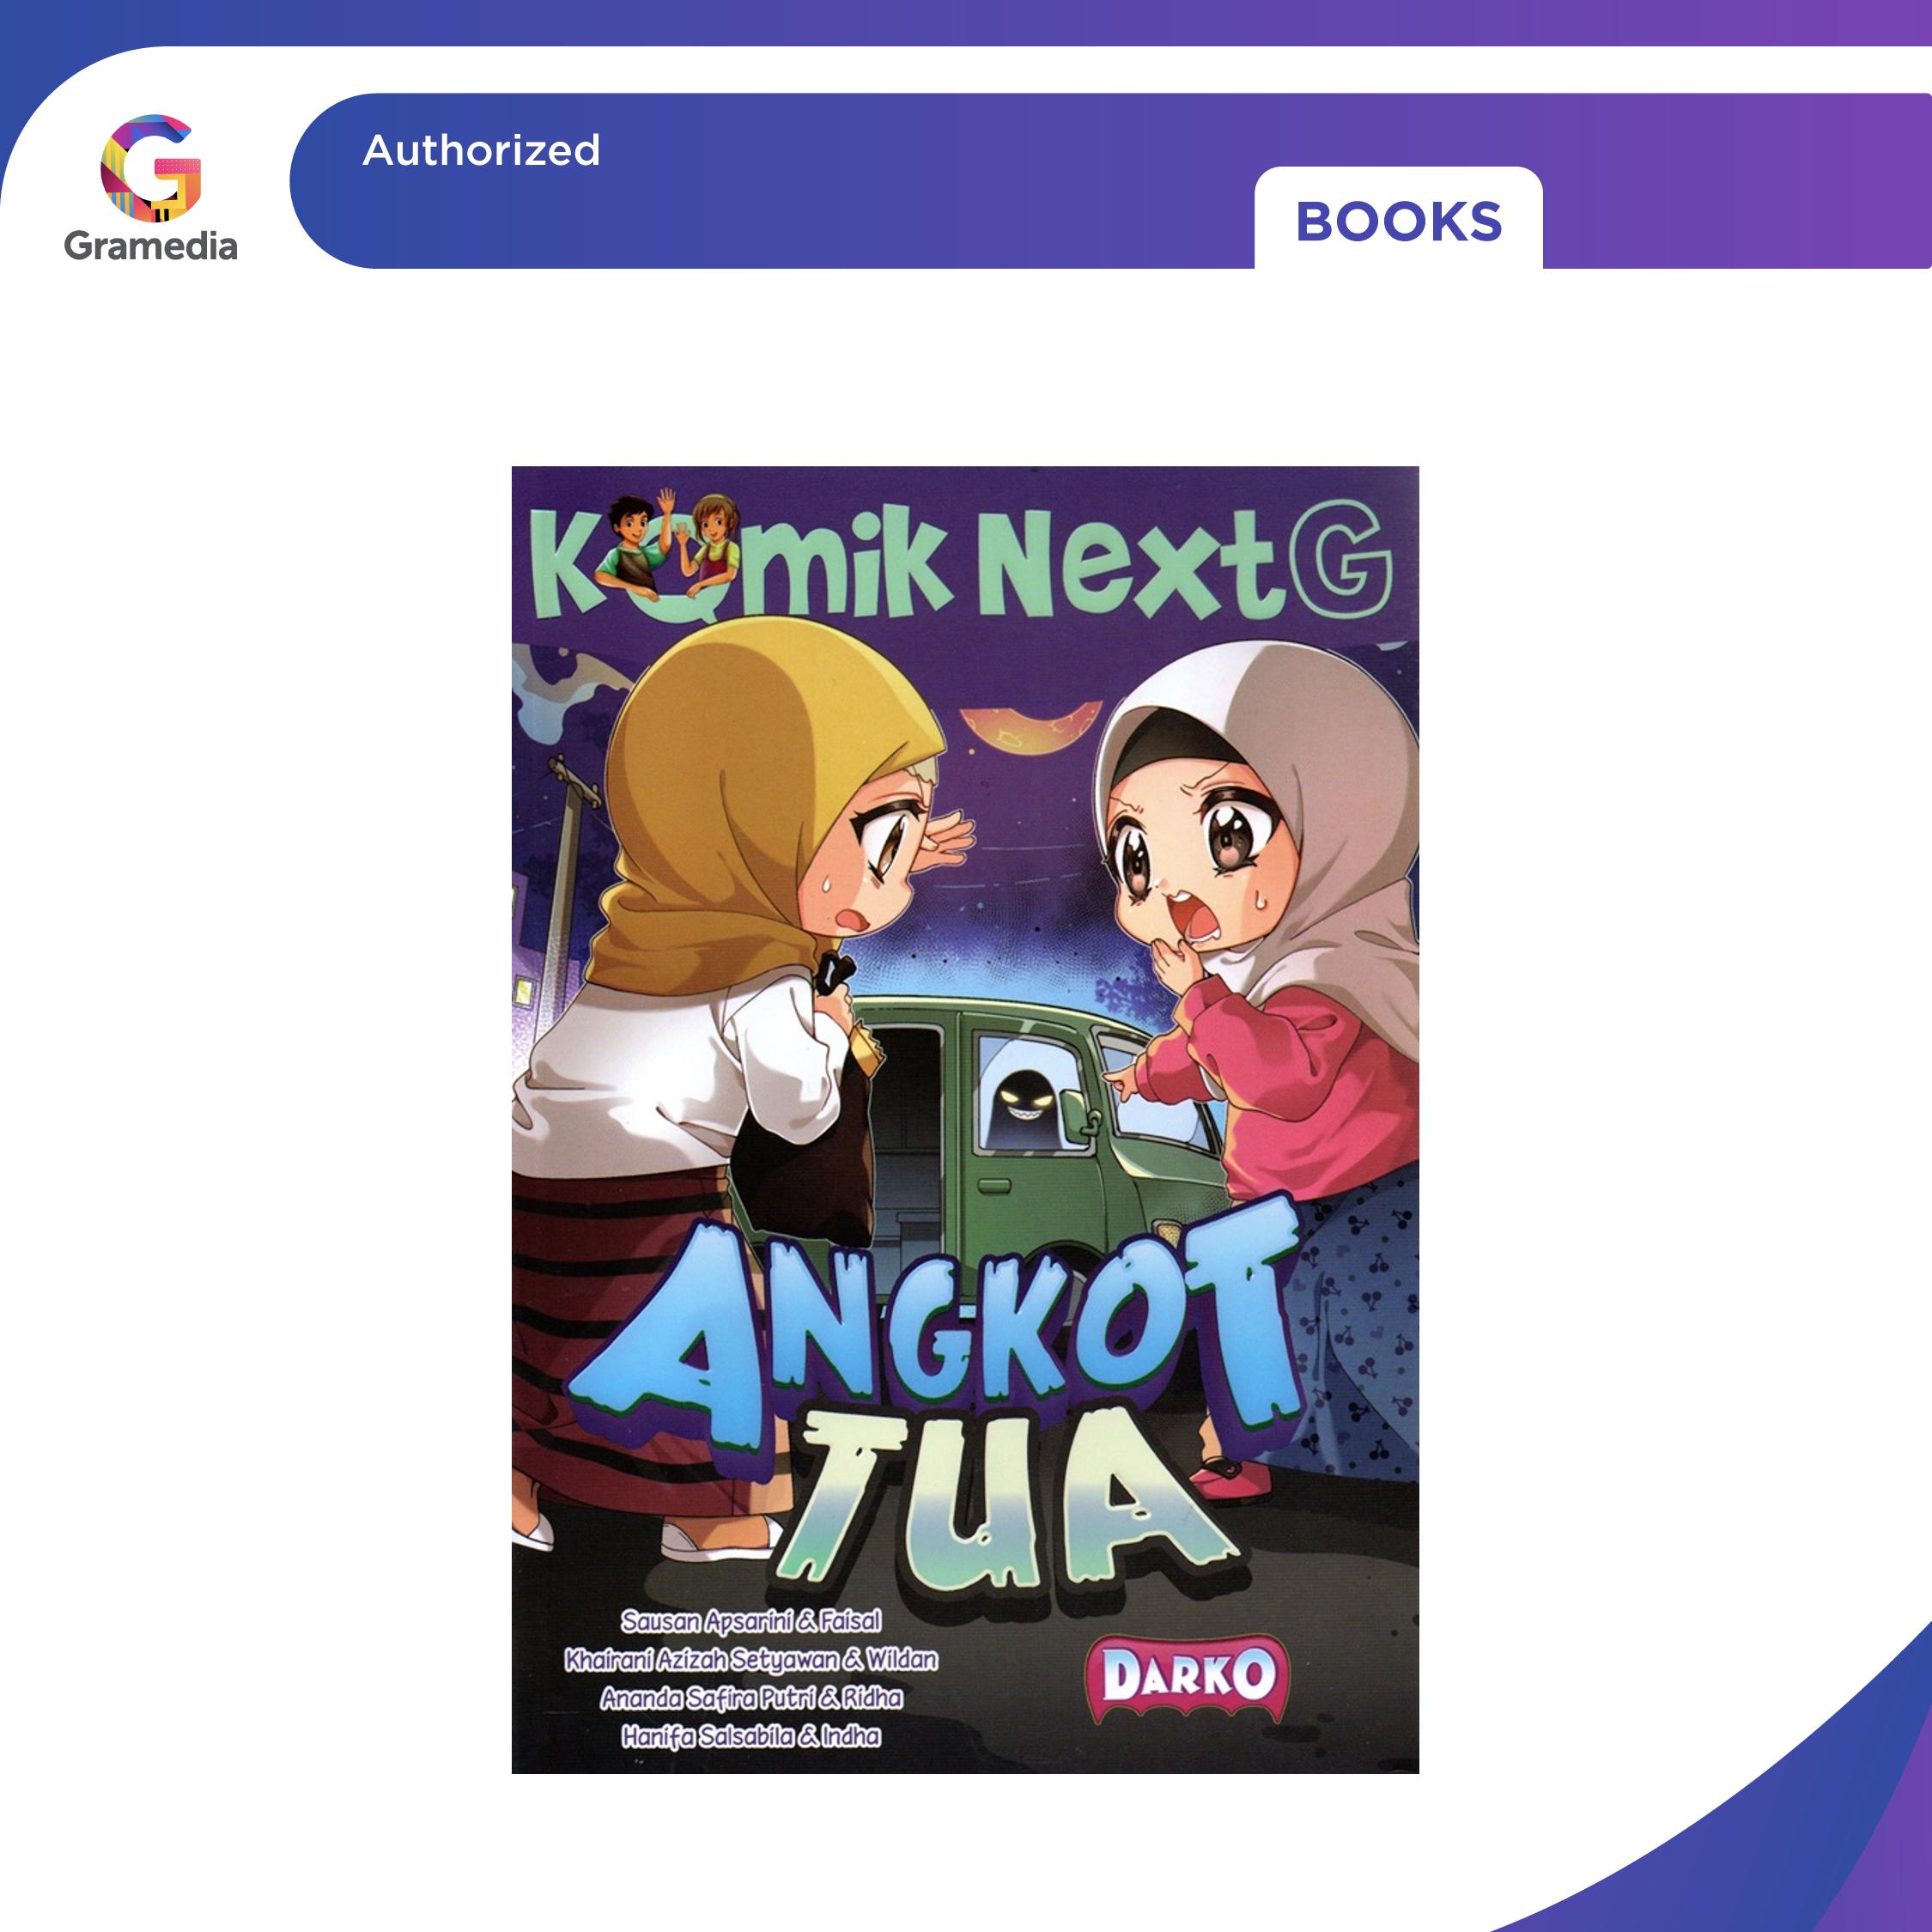 Gramedia
Authorized
BOOKS
Komik Next G
ANGKOT
TUA
Sausan Apsarini & Faisal
Khairani Azizah Setyawan & Wildan
Ananda Safira Putri & Ridha
Hanifa Salsabila & Indha
DARKO